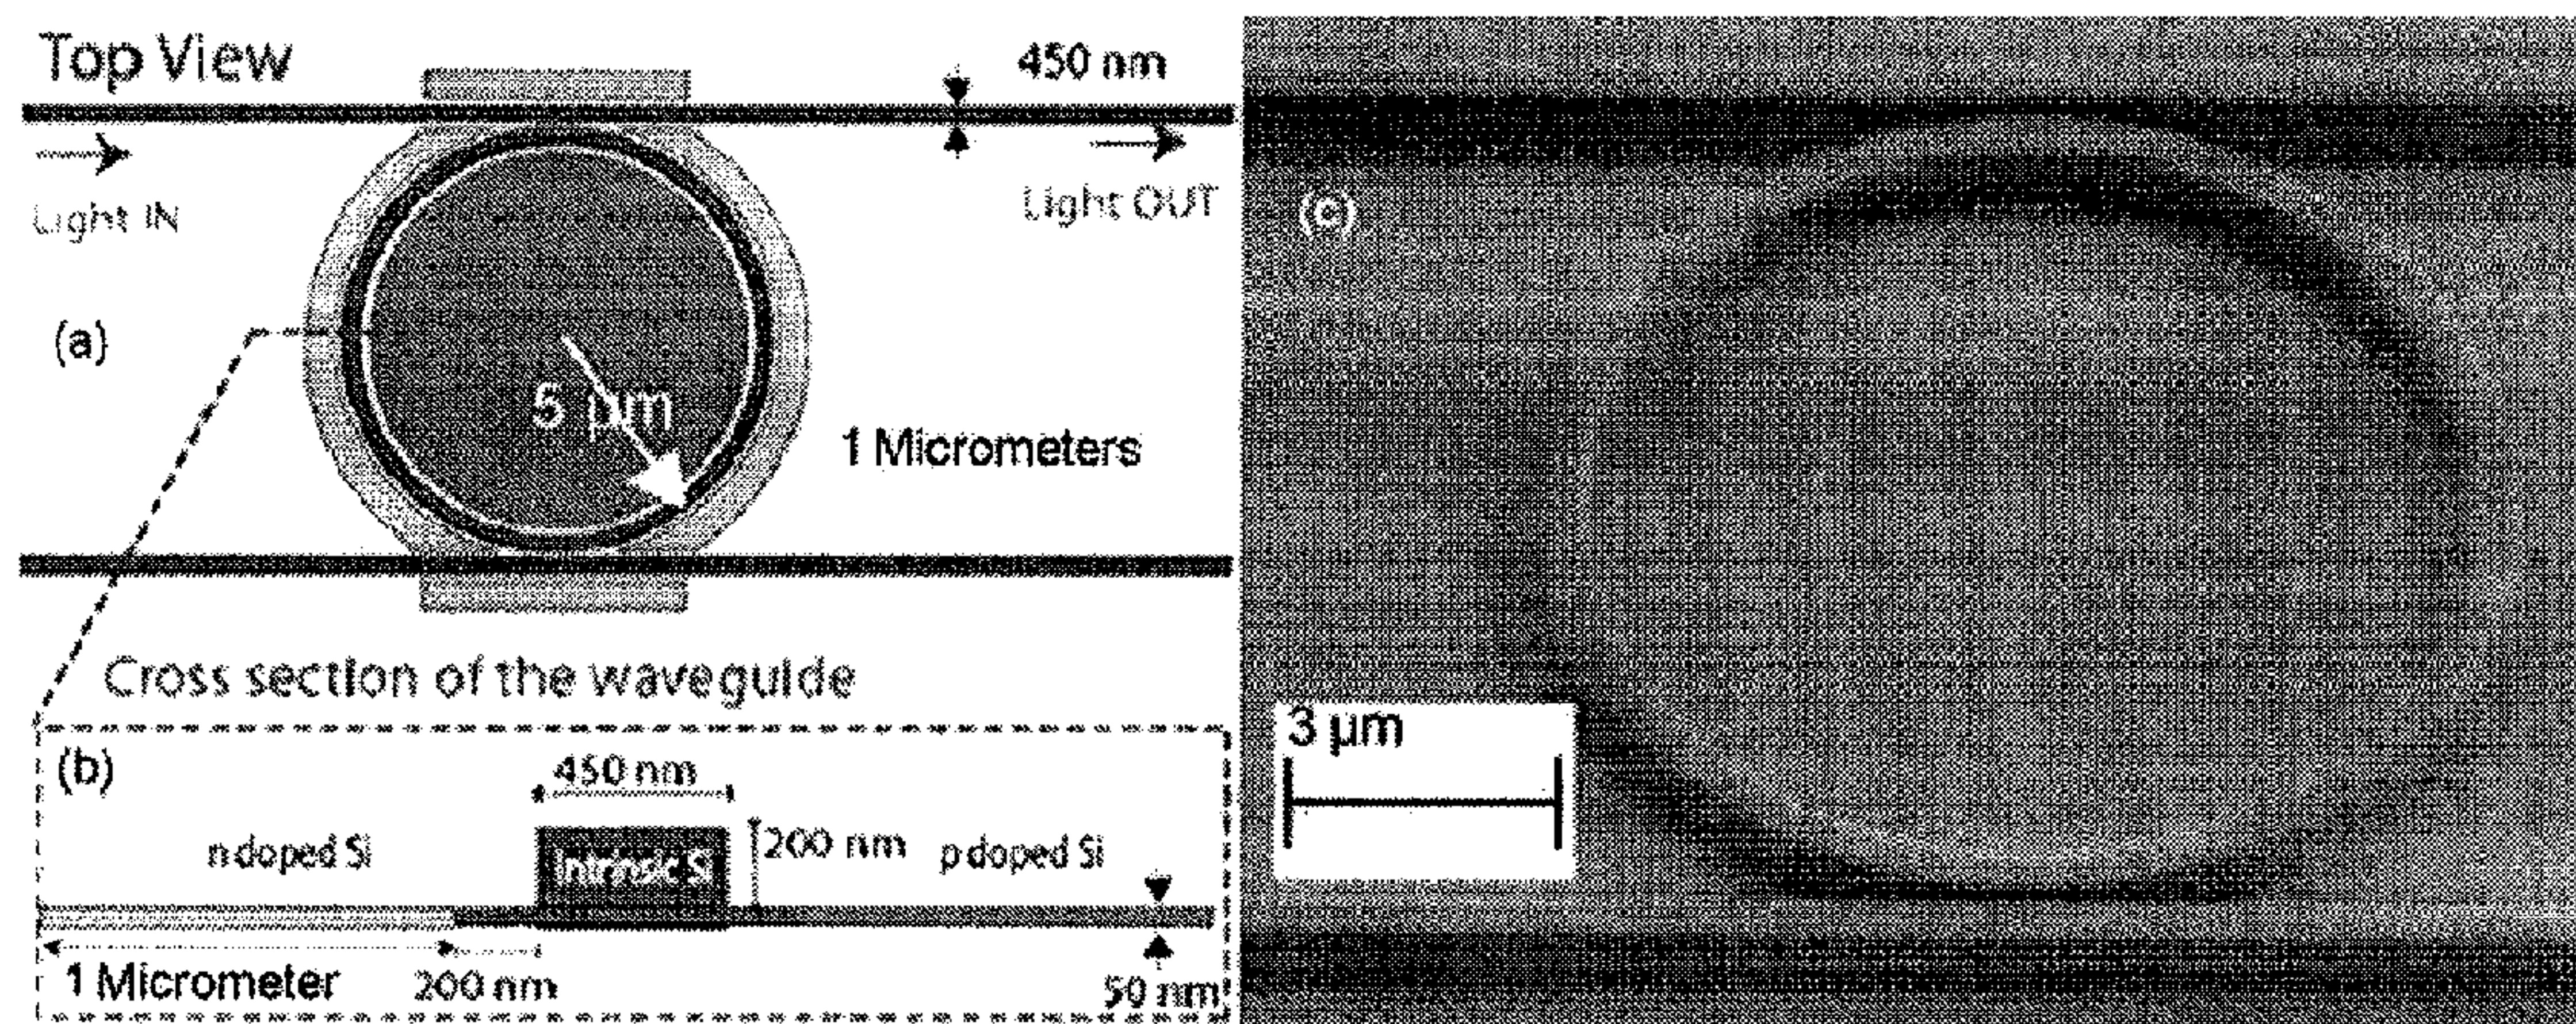 Top View
450 nm
Light IN
Light OUT
(a)
5 µm
1 Micrometers
Cross section of the waveguide
(b)
450 nm
n doped Si
Intrinsic Si
200 nm
p doped Si
1 Micrometer
200 nm
50 nm
(c)
3 µm